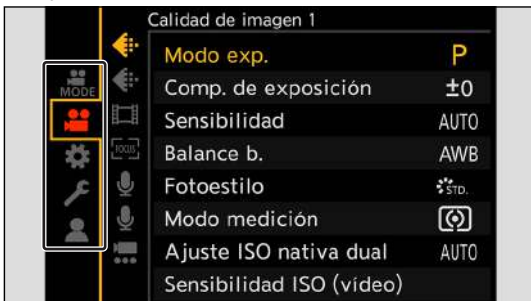 Calidad de imagen 1
MODE
FOCUS
Modo exp. P
Comp. de exposición ±0
Sensibilidad AUTO
Balance b. AWB
Fotoestilo STD.
Modo medición
Ajuste ISO nativa dual AUTO
Sensibilidad ISO (vídeo)